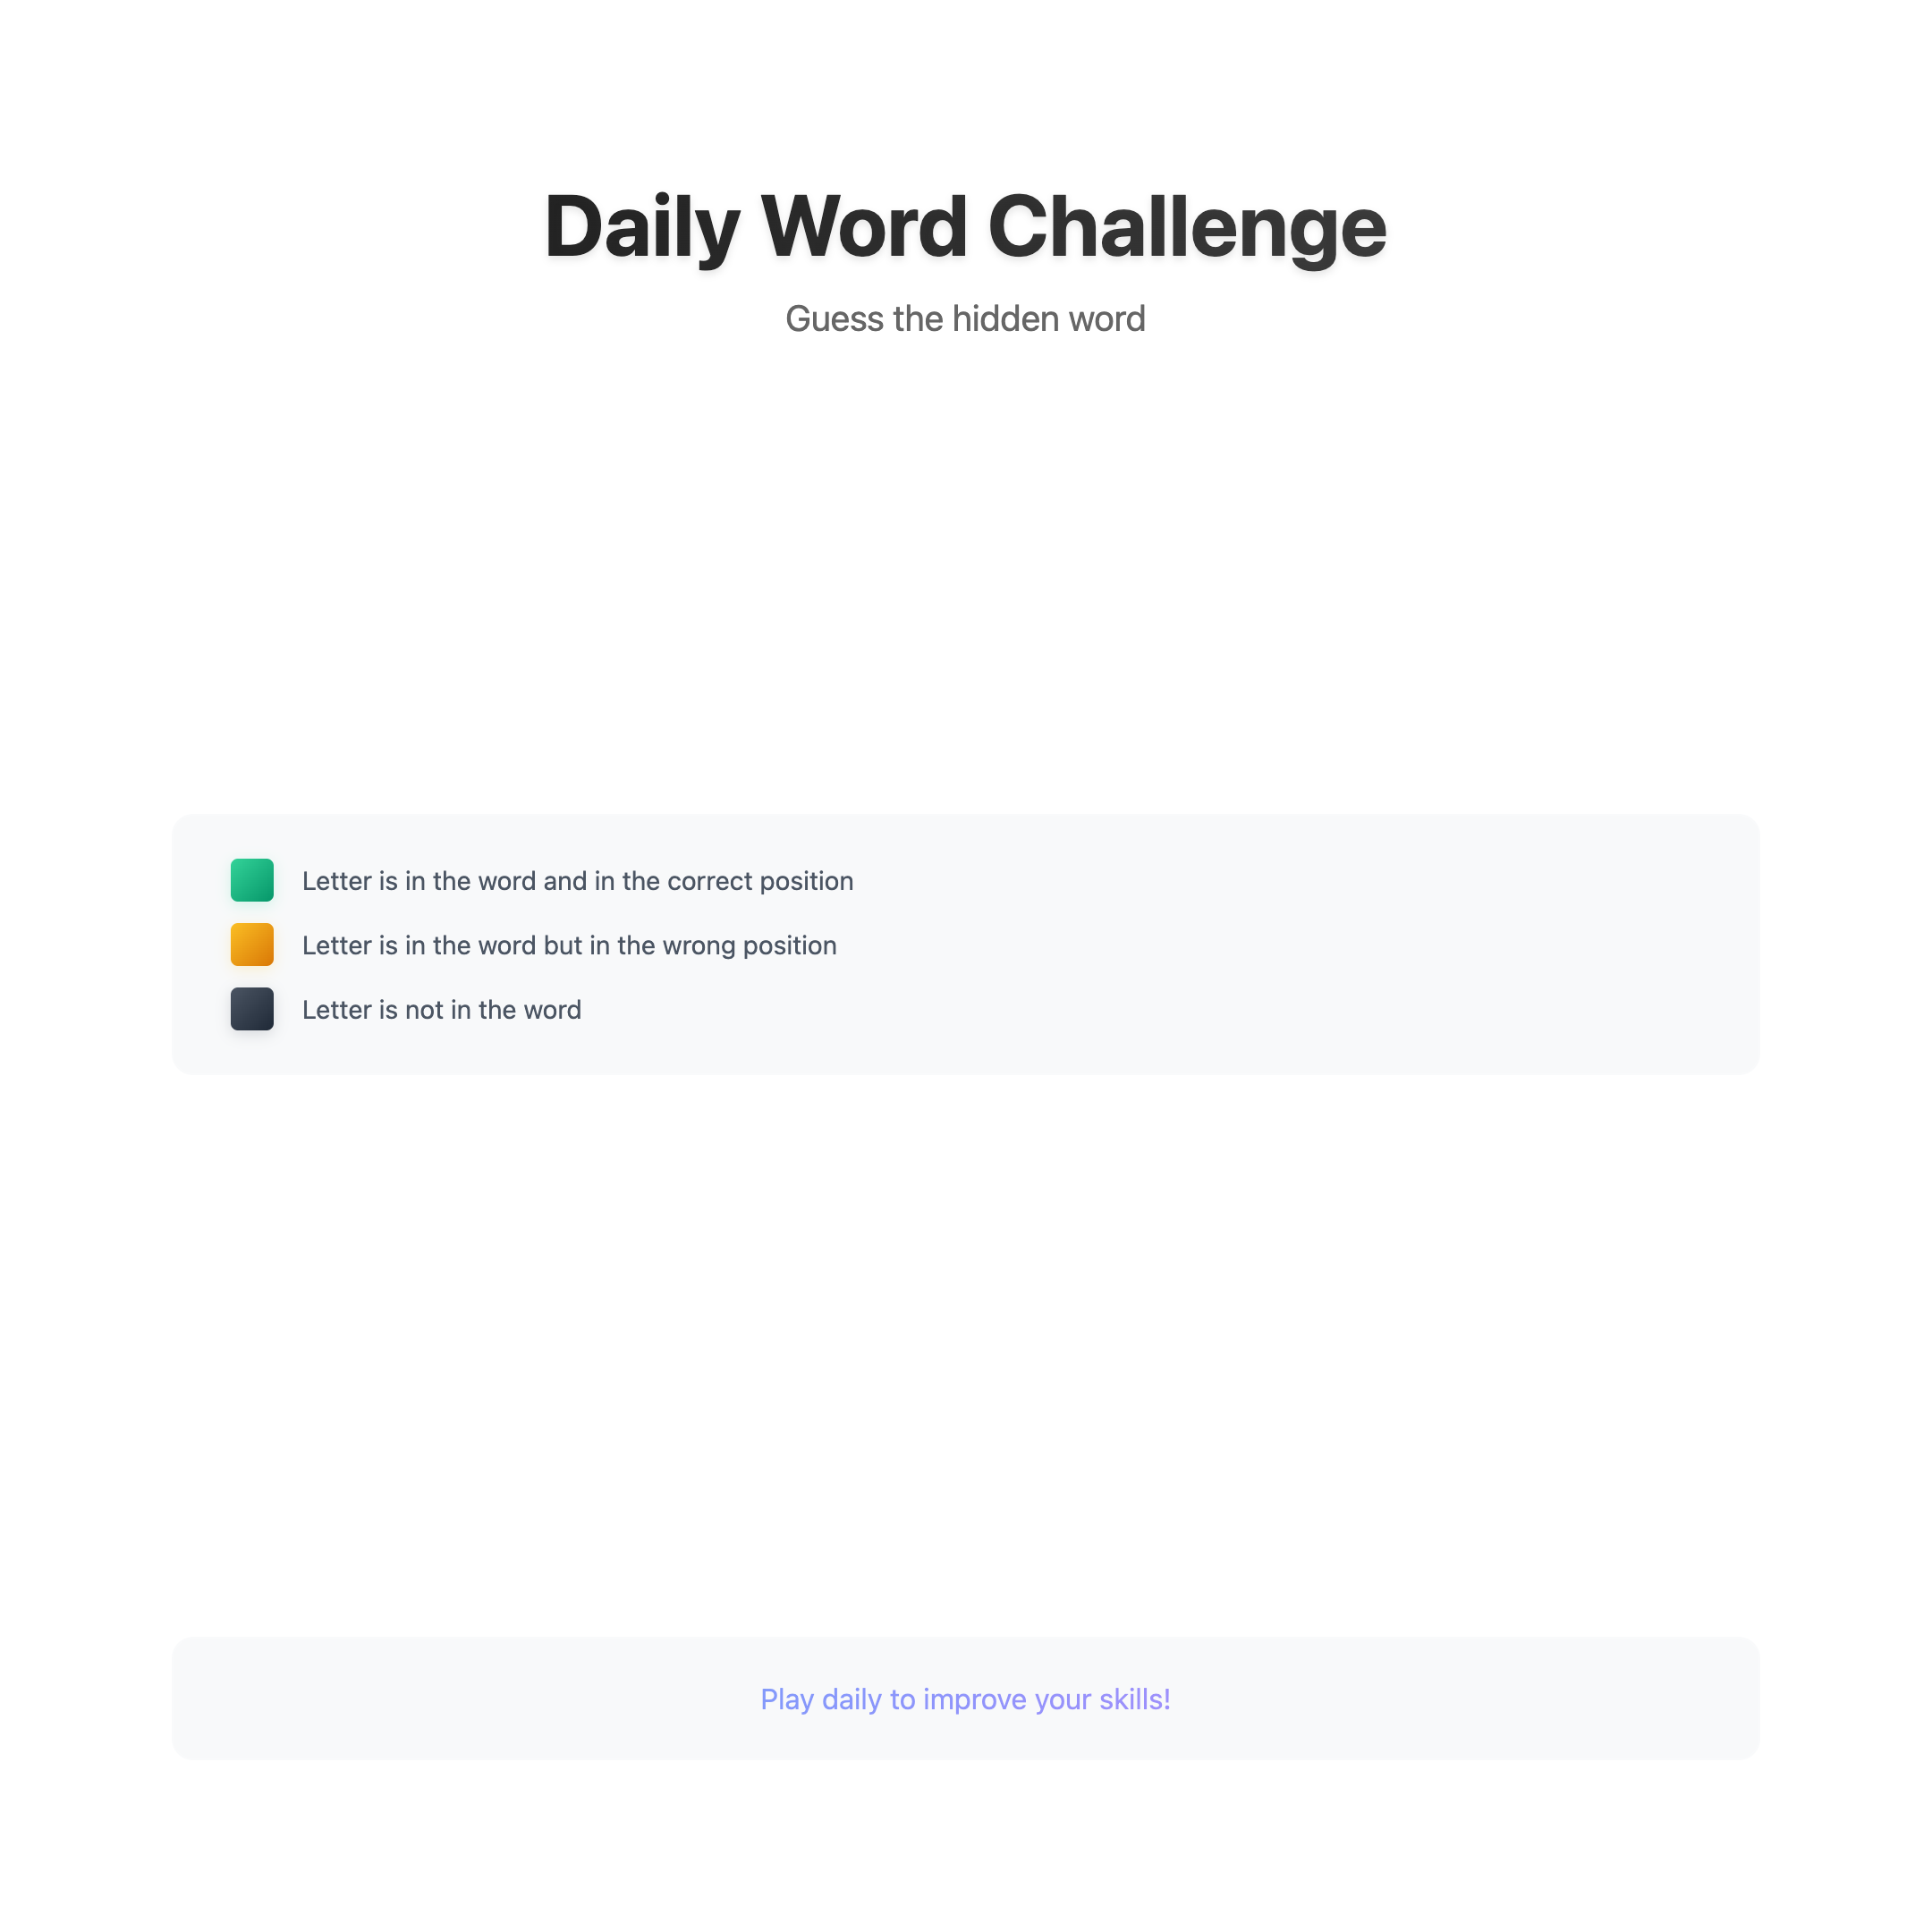 Daily Word Challenge
Guess the hidden word
Letter is in the word and in the correct position
Letter is in the word but in the wrong position
Letter is not in the word
Play daily to improve your skills!